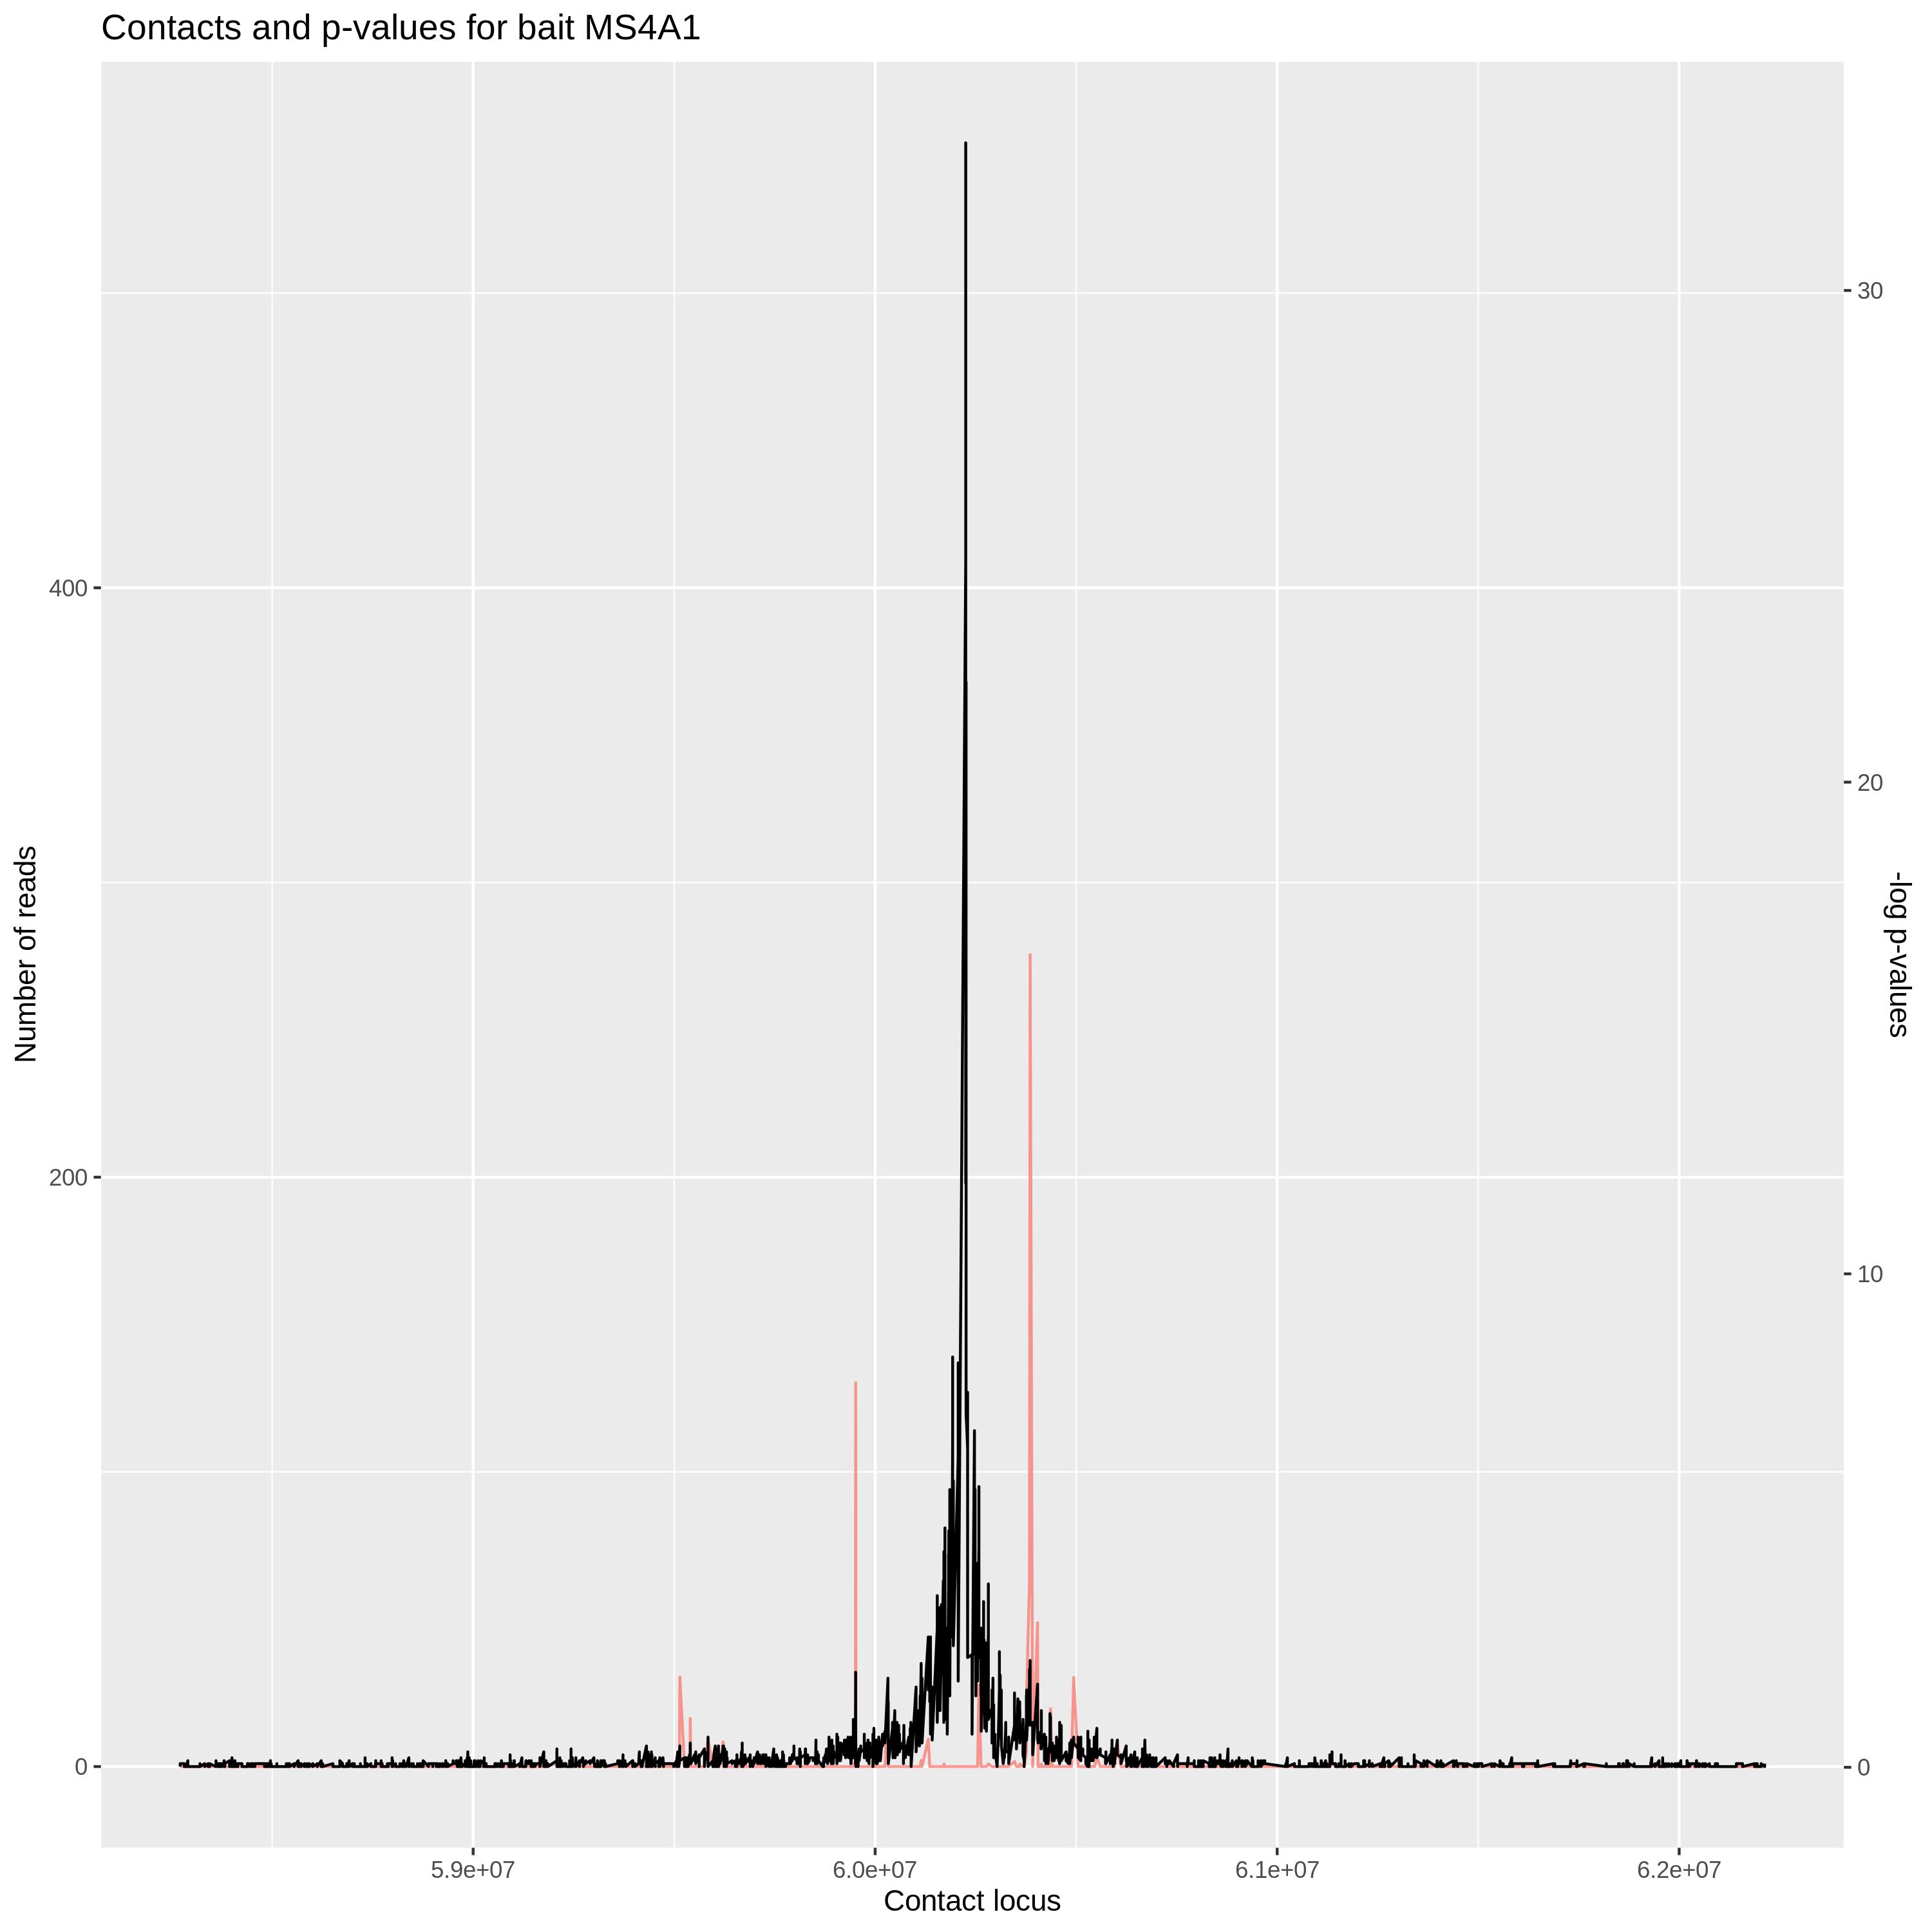 Contacts and p-values for bait MS4A1
Number of reads
400
200
0
30
20
10
0
-log p-values
5.9e+07
6.0e+07
6.1e+07
6.2e+07
Contact locus